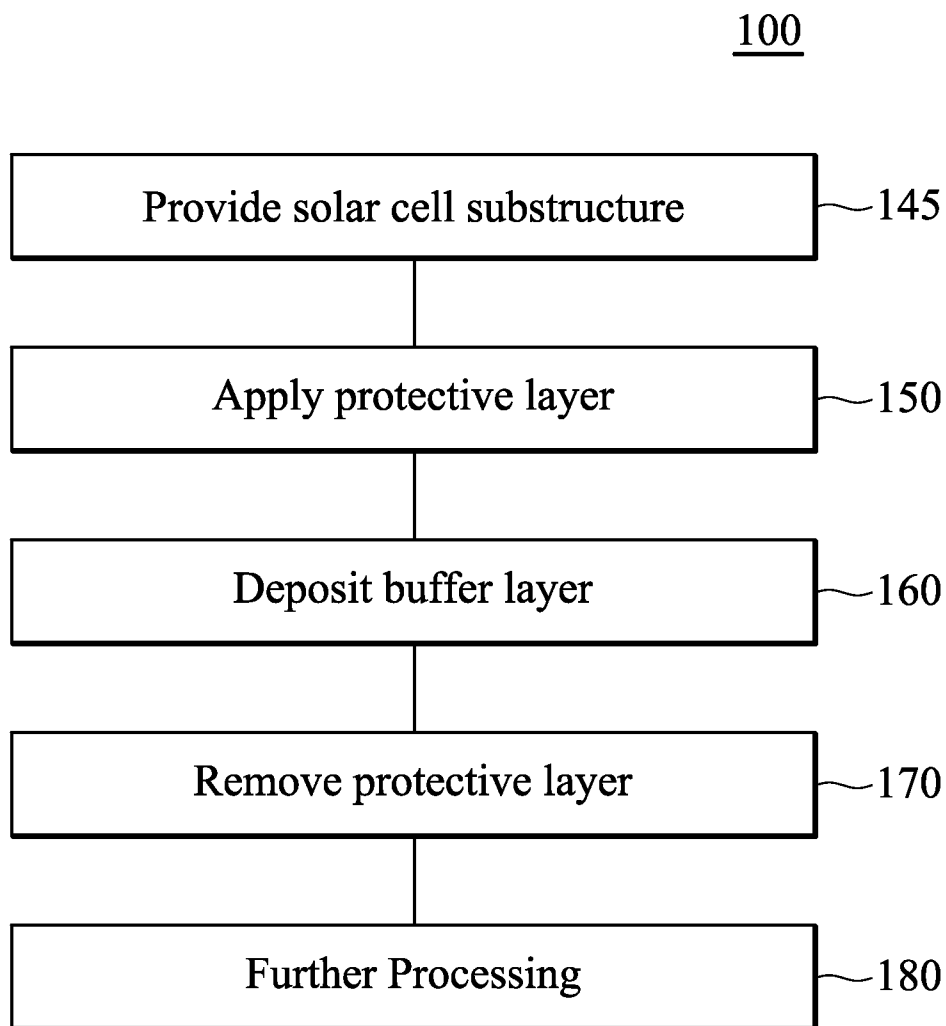 100
Provide solar cell substructure 145
Apply protective layer 150
Deposit buffer layer 160
Remove protective layer 170
Further Processing 180